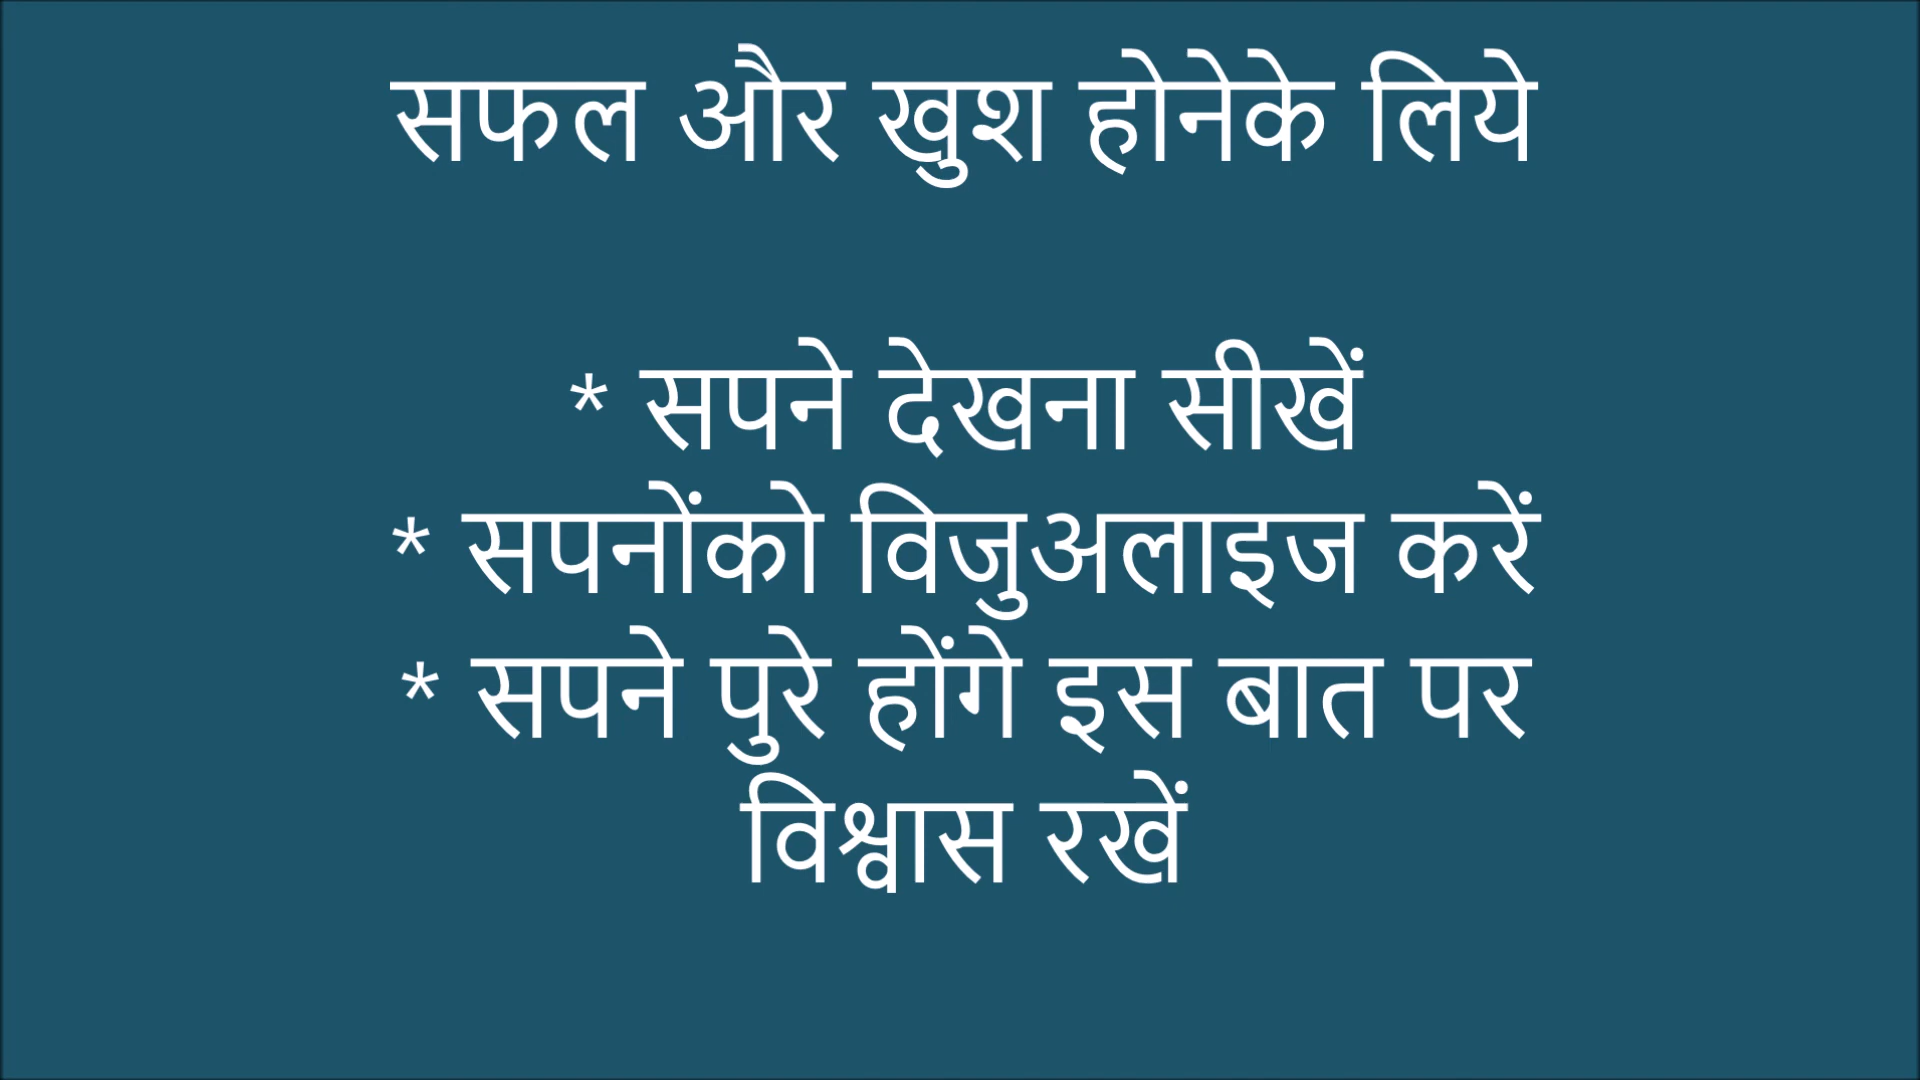 सफल और खुश होनेके लिये
* सपने देखना सीखें
* सपनोंको विजुअलाइज करें
* सपने पुरे होंगे इस बात पर
विश्वास रखें